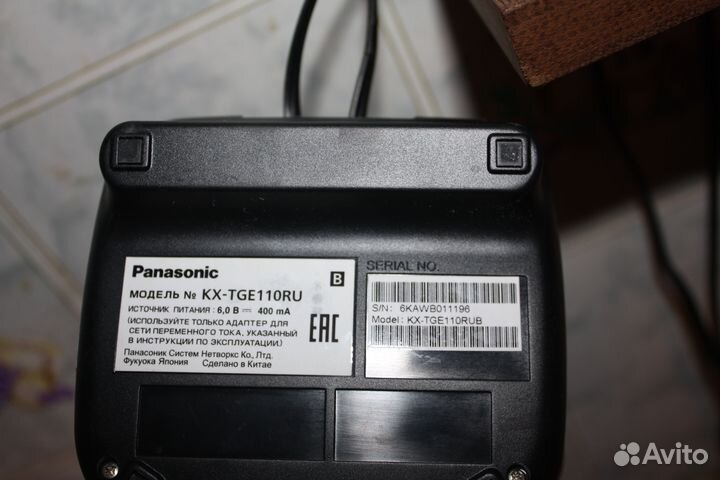 Panasonic
B
МОДЕЛЬ № KX-TGE110RU
ИСТОЧНИК ПИТАНИЯ : 6,0 В ⎓ 400 mA
(ИСПОЛЬЗУЙТЕ ТОЛЬКО АДАПТЕР ДЛЯ
СЕТИ ПЕРЕМЕННОГО ТОКА, УКАЗАННЫЙ
В ИНСТРУКЦИИ ПО ЭКСПЛУАТАЦИИ.)
EAC
Панасоник Систем Нетворкс Ко., Лтд.
Фукуока Япония Сделано в Китае
SERIAL NO.
S/N: 6KAWB011196
Model: KX-TGE110RUB
Avito